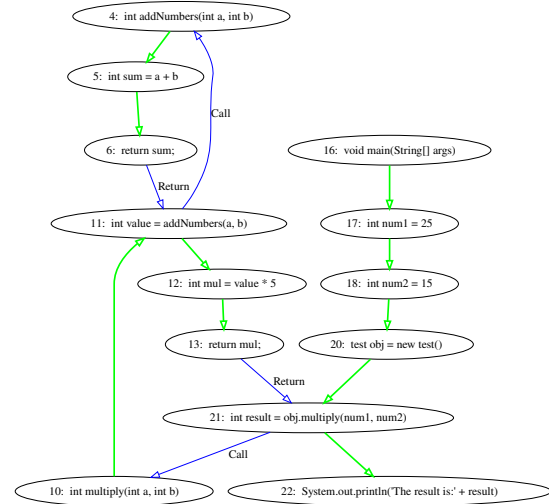 4: int addNumbers(int a, int b)
5: int sum = a + b
Call
6: return sum;
16: void main(String[] args)
Return
11: int value = addNumbers(a, b)
17: int num1 = 25
12: int mul = value * 5
18: int num2 = 15
13: return mul;
20: test obj = new test()
Return
21: int result = obj.multiply(num1, num2)
Call
10: int multiply(int a, int b)
22: System.out.println('The result is:' + result)